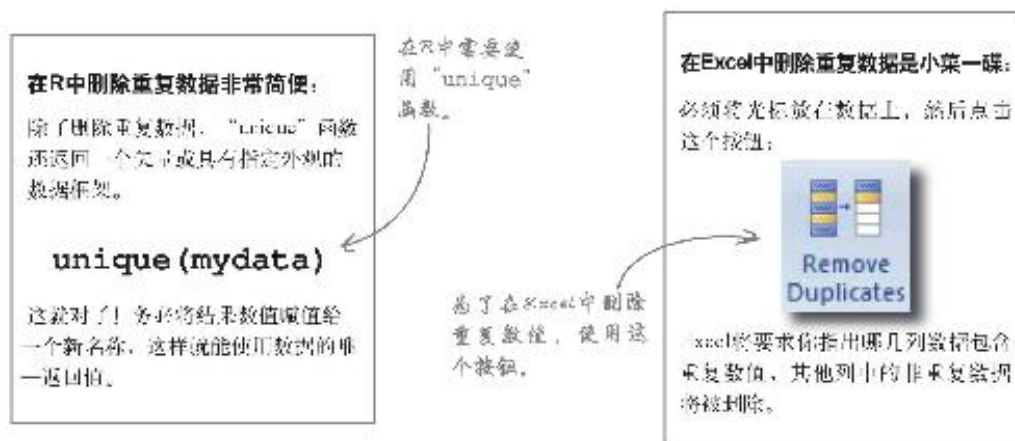 在R中删除重复数据非常简便：
除了删除重复数据，“unique”函数
还返回一个矢量或具有指定外观的
数据框架。
unique(mydata)
这就对了！务必将结果数值赋值给
一个新名称，这样就能使用数据的唯
一返回值。
在R中需要使
用“unique”
函数。
为了在Excel中删除
重复数值，使用这
个按钮。
在Excel中删除重复数据是小菜一碟：
必须将光标放在数据上，然后点击
这个按钮：
Remove
Duplicates
Excel将要求你指出哪几列数据包含
重复数值，其他列中的非重复数据
将被删除。